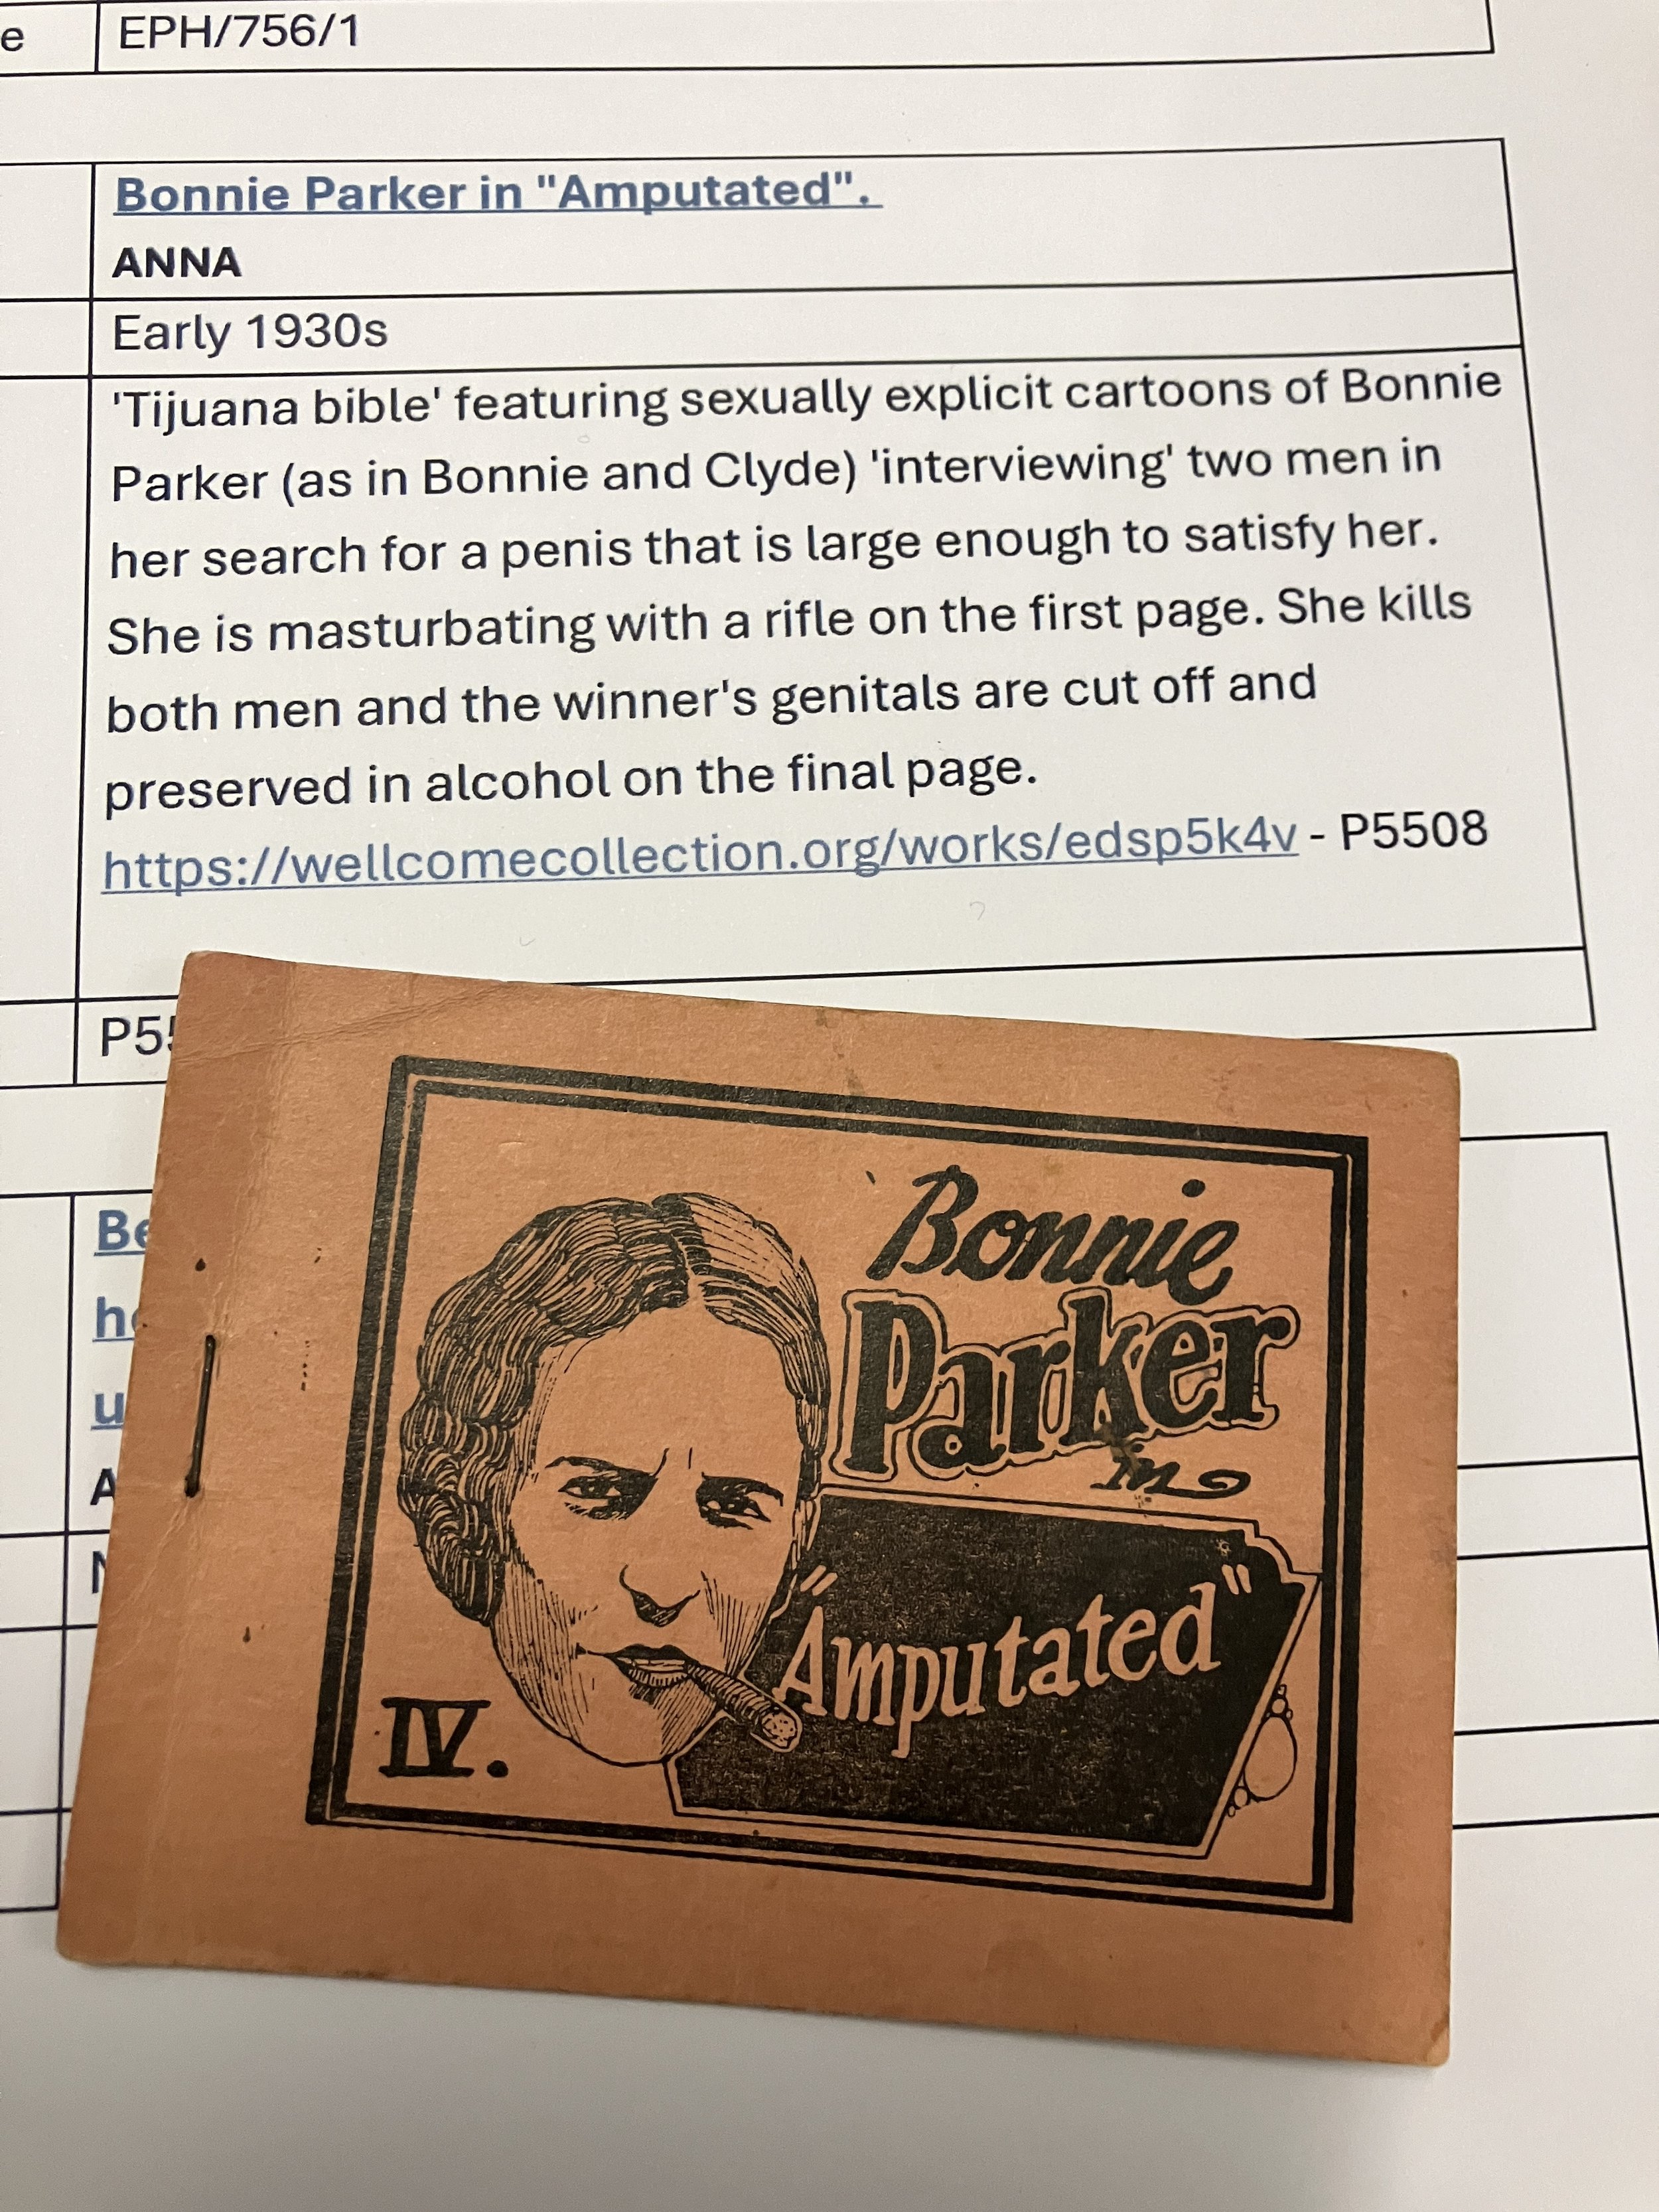 e
EPH/756/1
Bonnie Parker in "Amputated".
ANNA
Early 1930s
'Tijuana bible' featuring sexually explicit cartoons of Bonnie
Parker (as in Bonnie and Clyde) 'interviewing' two men in
her search for a penis that is large enough to satisfy her.
She is masturbating with a rifle on the first page. She kills
both men and the winner's genitals are cut off and
preserved in alcohol on the final page.
https://wellcomecollection.org/works/edsp5k4v - P5508
P55
Be
u
A
N
Bonnie
Parker
in
"Amputated"
IV.